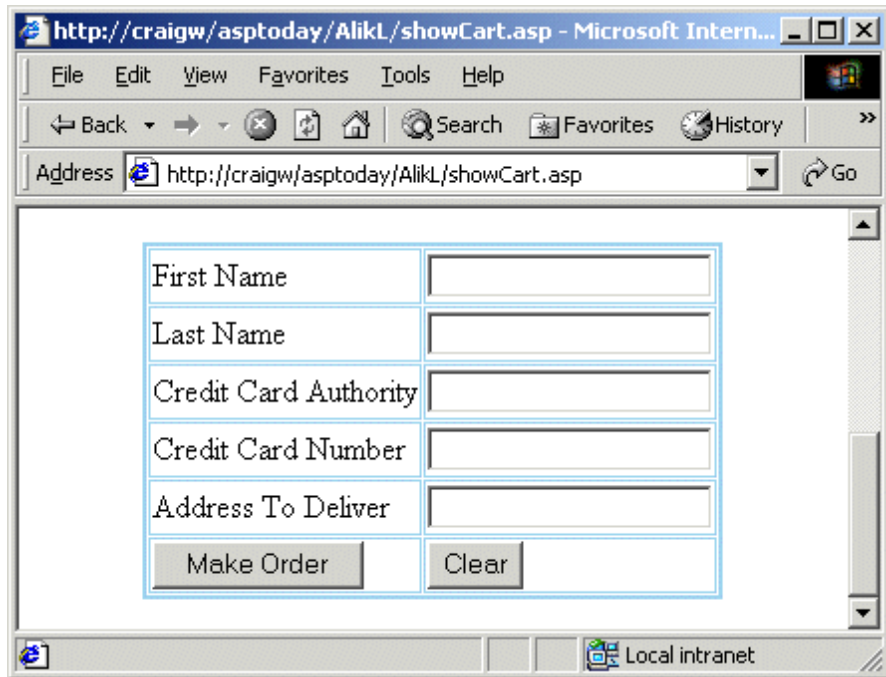 http://craigw/asptoday/AlikL/showCart.asp - Microsoft Intern...
File Edit View Favorites Tools Help
Back Search Favorites History »
Address http://craigw/asptoday/AlikL/showCart.asp Go
First Name
Last Name
Credit Card Authority
Credit Card Number
Address To Deliver
Make Order Clear
Local intranet